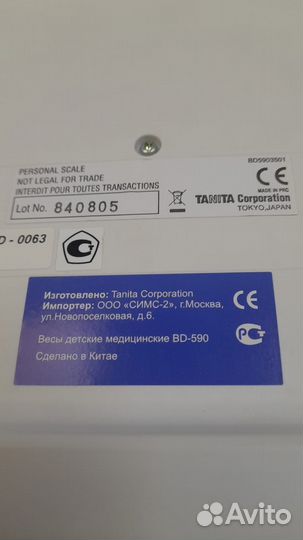 BD5903501
PERSONAL SCALE
NOT LEGAL FOR TRADE
INTERDIT POUR TOUTES TRANSACTIONS
CE
MADE IN PRC
Lot No. 840805
TANITA Corporation
TOKYO,JAPAN
D - 0063
Изготовлено: Tanita Corporation
Импортер: ООО «СИМС-2», г.Москва,
ул.Новопоселковая, д.6.
CE
Весы детские медицинские BD-590
Сделано в Китае
Avito